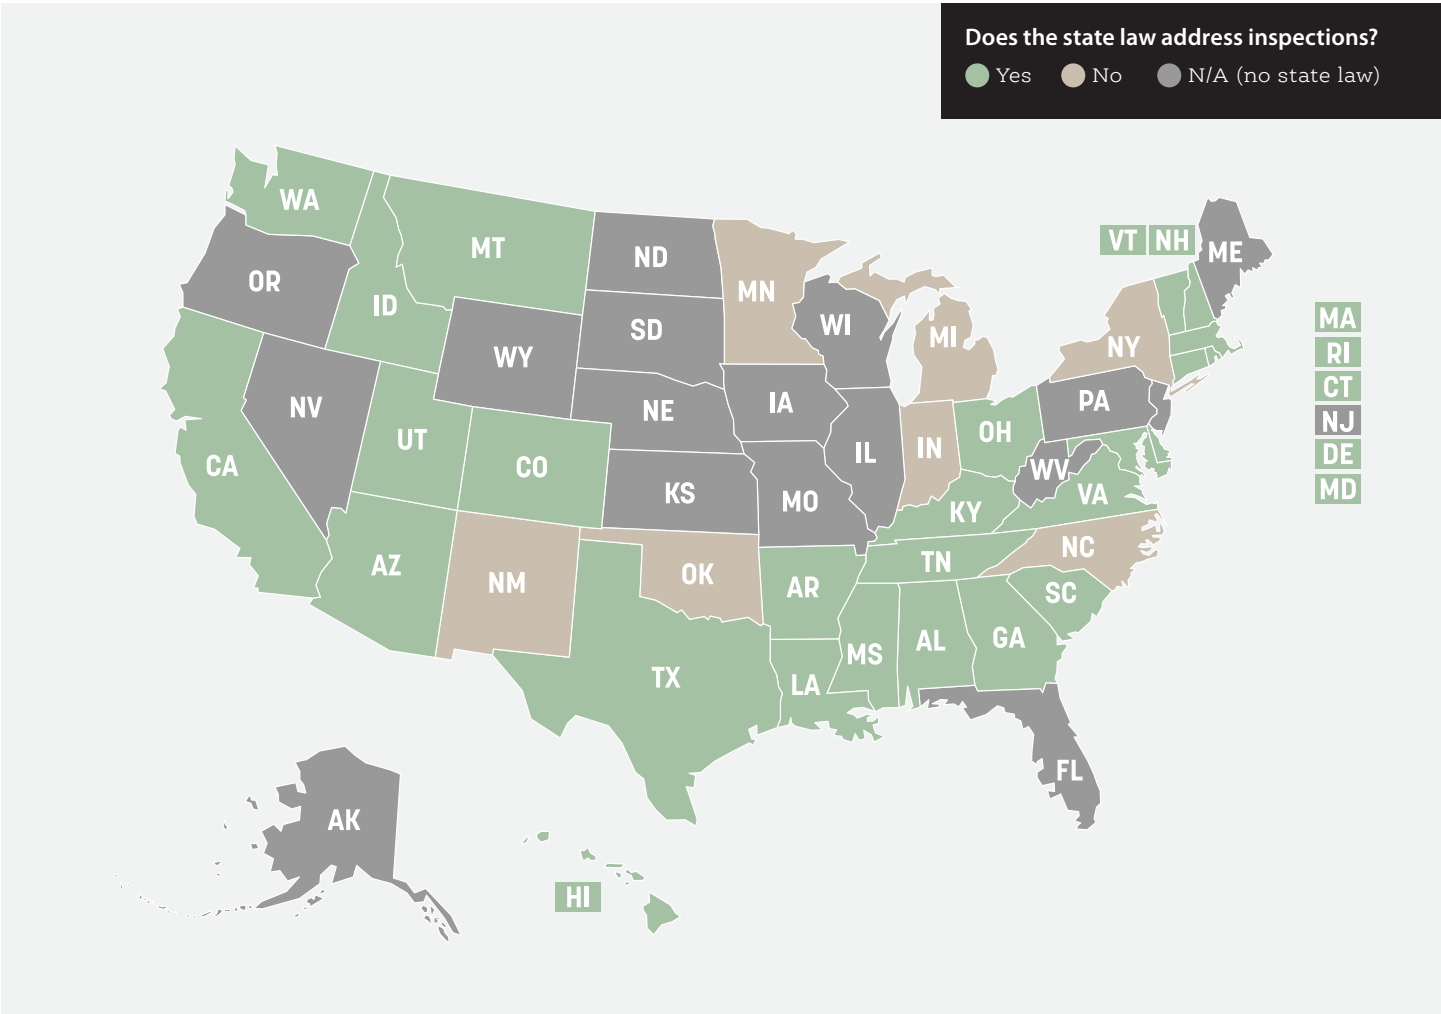 Does the state law address inspections?
Yes No N/A (no state law)
WA
MT
ND
VT NH
ME
OR
ID
MN
SD
WI
MA
MI
NY
RI
WY
CT
NV
NE
IA
PA
NJ
UT
OH
CA
CO
IL
IN
DE
WV
MD
KS
MO
VA
KY
AZ
NM
OK
AR
TN
NC
SC
TX
LA
MS
AL
GA
FL
AK
HI